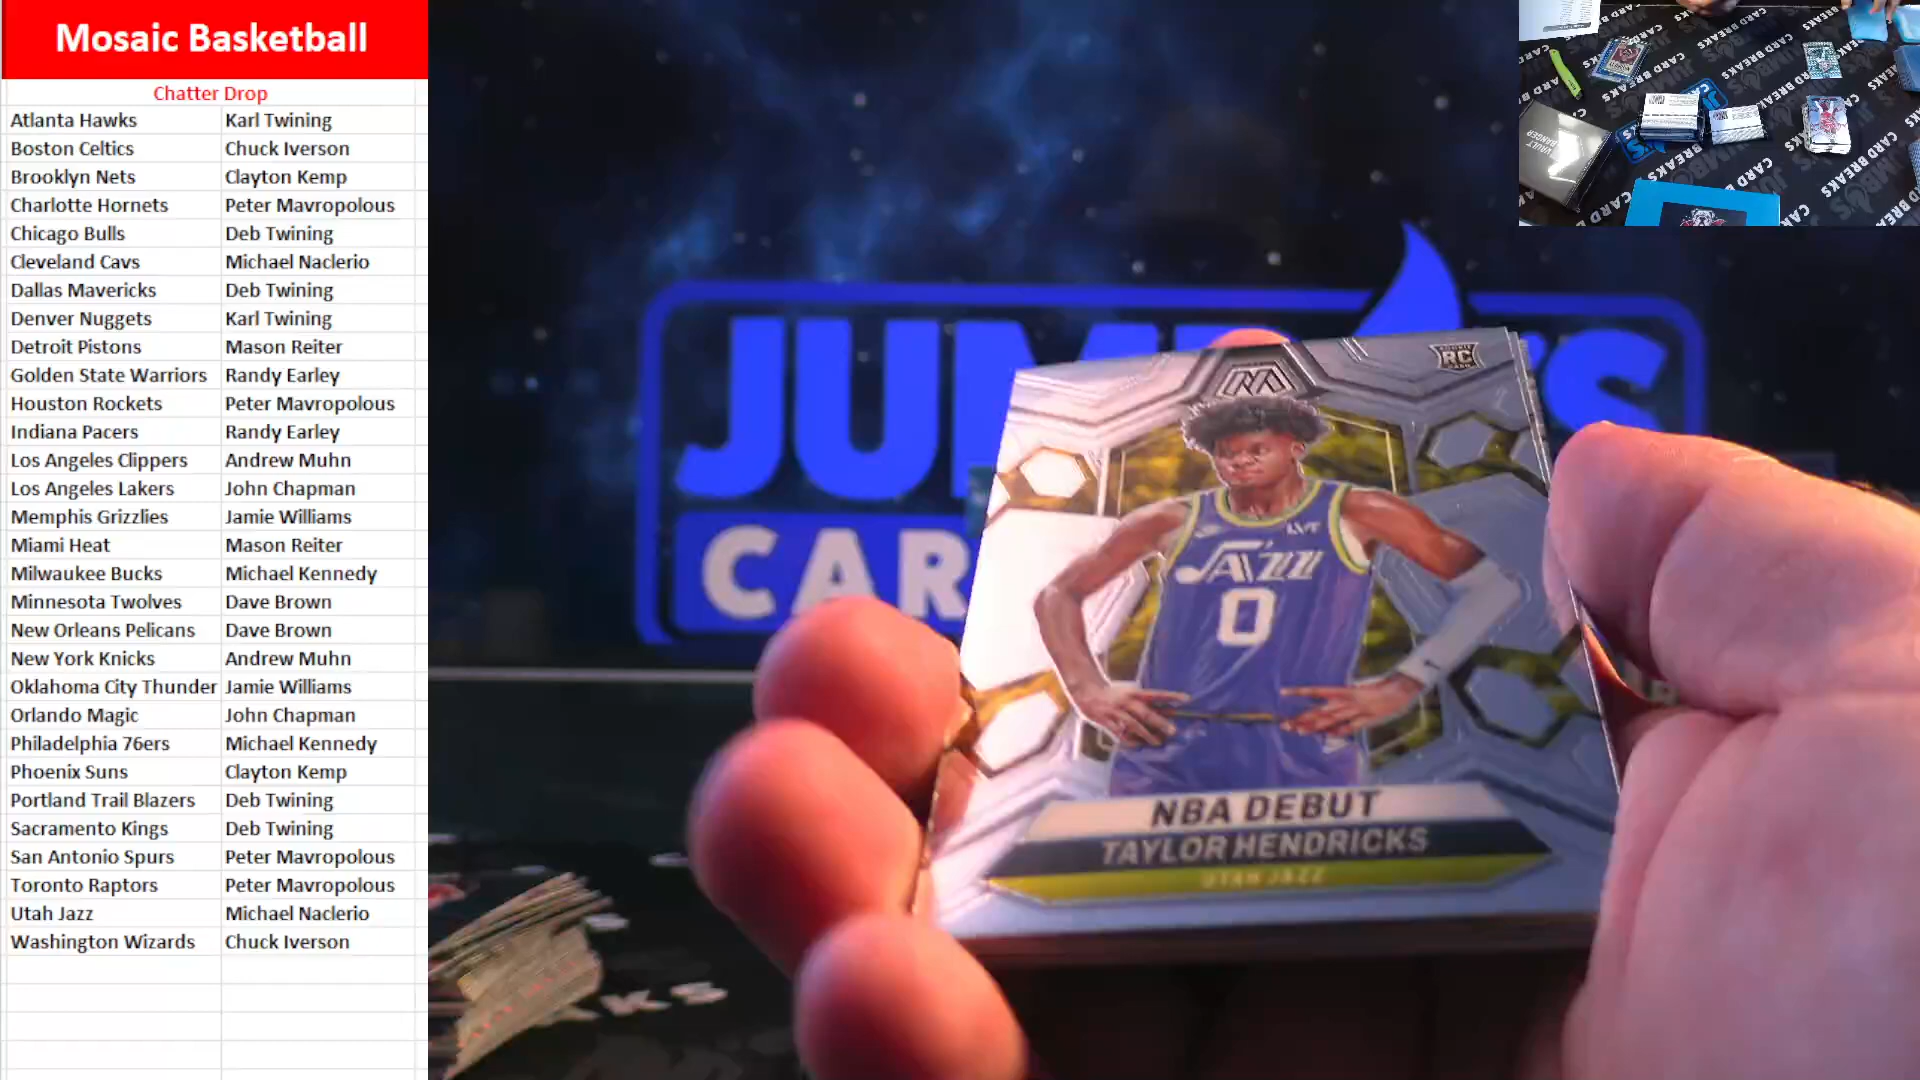 Mosaic Basketball
Chatter Drop
Atlanta Hawks Karl Twining
Boston Celtics Chuck Iverson
Brooklyn Nets Clayton Kemp
Charlotte Hornets Peter Mavropolous
Chicago Bulls Deb Twining
Cleveland Cavs Michael Naclerio
Dallas Mavericks Deb Twining
Denver Nuggets Karl Twining
Detroit Pistons Mason Reiter
Golden State Warriors Randy Earley
Houston Rockets Peter Mavropolous
Indiana Pacers Randy Earley
Los Angeles Clippers Andrew Muhn
Los Angeles Lakers John Chapman
Memphis Grizzlies Jamie Williams
Miami Heat Mason Reiter
Milwaukee Bucks Michael Kennedy
Minnesota Twolves Dave Brown
New Orleans Pelicans Dave Brown
New York Knicks Andrew Muhn
Oklahoma City Thunder Jamie Williams
Orlando Magic John Chapman
Philadelphia 76ers Michael Kennedy
Phoenix Suns Clayton Kemp
Portland Trail Blazers Deb Twining
Sacramento Kings Deb Twining
San Antonio Spurs Peter Mavropolous
Toronto Raptors Peter Mavropolous
Utah Jazz Michael Naclerio
Washington Wizards Chuck Iverson
RC
LVT
JAZZ
0
NBA DEBUT
TAYLOR HENDRICKS
UTAH JAZZ
CARD BREAKS
CARD BREAKS
CARD BREAKS